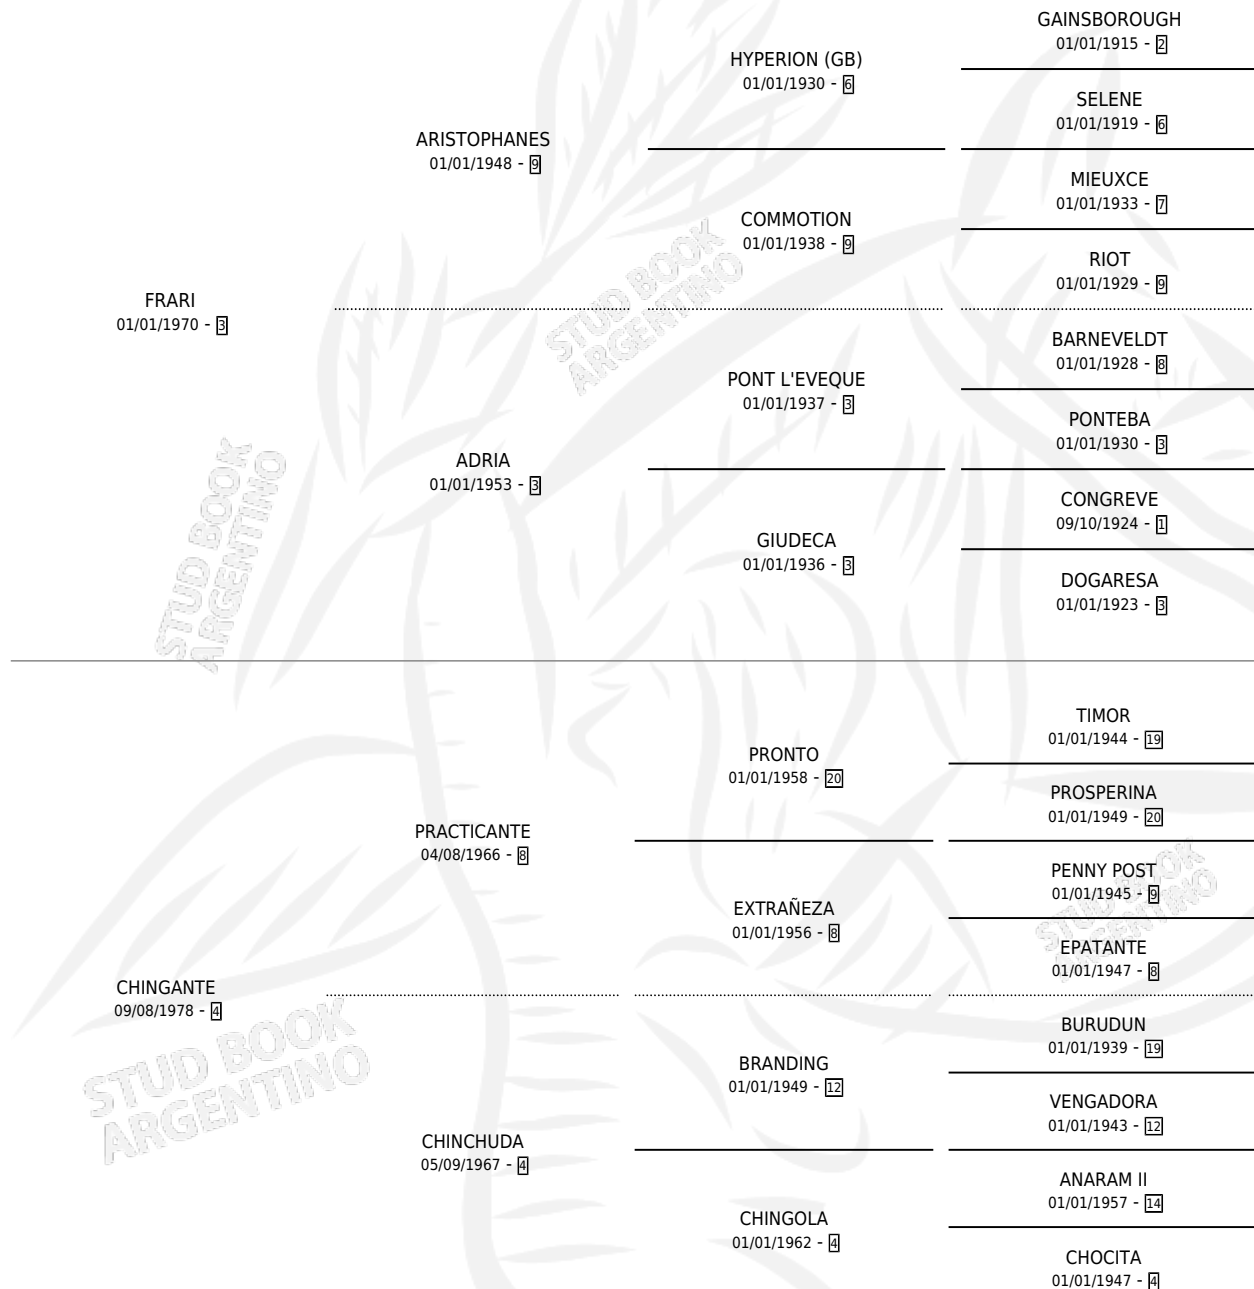 GAINSBOROUGH
01/01/1915 - 2
HYPERION (GB)
01/01/1930 - 6
SELENE
01/01/1919 - 6
ARISTOPHANES
01/01/1948 - 9
MIEUXCE
01/01/1933 - 7
COMMOTION
01/01/1938 - 9
RIOT
01/01/1929 - 9
FRARI
01/01/1970 - 3
BARNEVELDT
01/01/1928 - 8
PONT L'EVEQUE
01/01/1937 - 3
PONTEBA
01/01/1930 - 3
ADRIA
01/01/1953 - 3
CONGREVE
09/10/1924 - 1
GIUDECA
01/01/1936 - 3
DOGARESA
01/01/1923 - 3
TIMOR
01/01/1944 - 19
PRONTO
01/01/1958 - 20
PROSPERINA
01/01/1949 - 20
PRACTICANTE
04/08/1966 - 8
PENNY POST
01/01/1945 - 9
EXTRAÑEZA
01/01/1956 - 8
EPATANTE
01/01/1947 - 8
CHINGANTE
09/08/1978 - 4
BURUDUN
01/01/1939 - 19
BRANDING
01/01/1949 - 12
VENGADORA
01/01/1943 - 12
CHINCHUDA
05/09/1967 - 4
ANARAM II
01/01/1957 - 14
CHINGOLA
01/01/1962 - 4
CHOCITA
01/01/1947 - 4
STUD BOOK
ARGENTINO
STUD BOOK
ARGENTINO
STUD BOOK
ARGENTINO
STUD BOOK
ARGENTINO